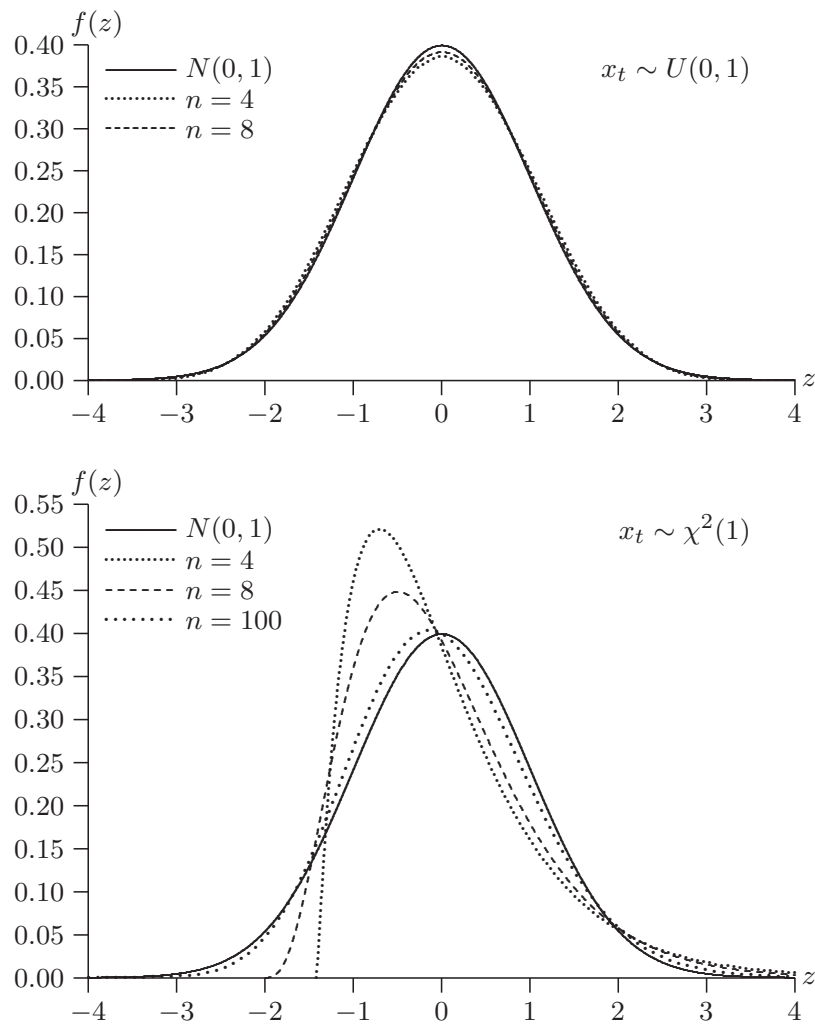 f(z)
0.40
0.35
0.30
0.25
0.20
0.15
0.10
0.05
0.00
N(0, 1)
n = 4
n = 8
x_t ∼ U(0, 1)
−4 −3 −2 −1 0 1 2 3 4
z
f(z)
0.55
0.50
0.45
0.40
0.35
0.30
0.25
0.20
0.15
0.10
0.05
0.00
N(0, 1)
n = 4
n = 8
n = 100
x_t ∼ χ²(1)
−4 −3 −2 −1 0 1 2 3 4
z